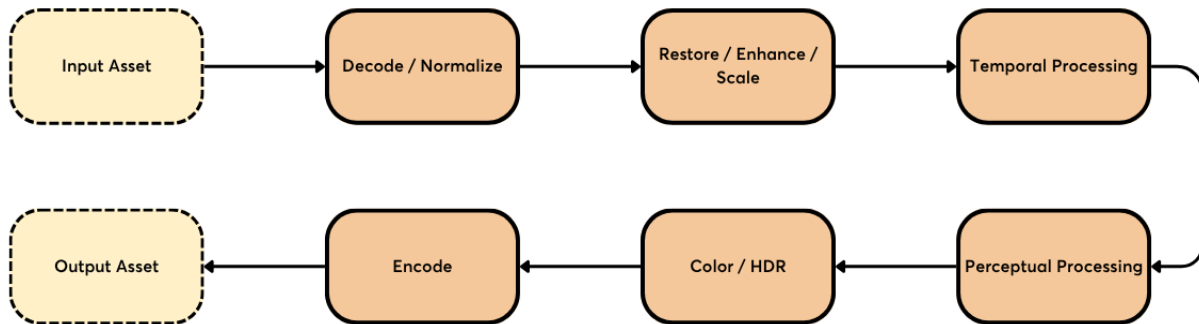 Input Asset
Decode / Normalize
Restore / Enhance /
Scale
Temporal Processing
Perceptual Processing
Color / HDR
Encode
Output Asset